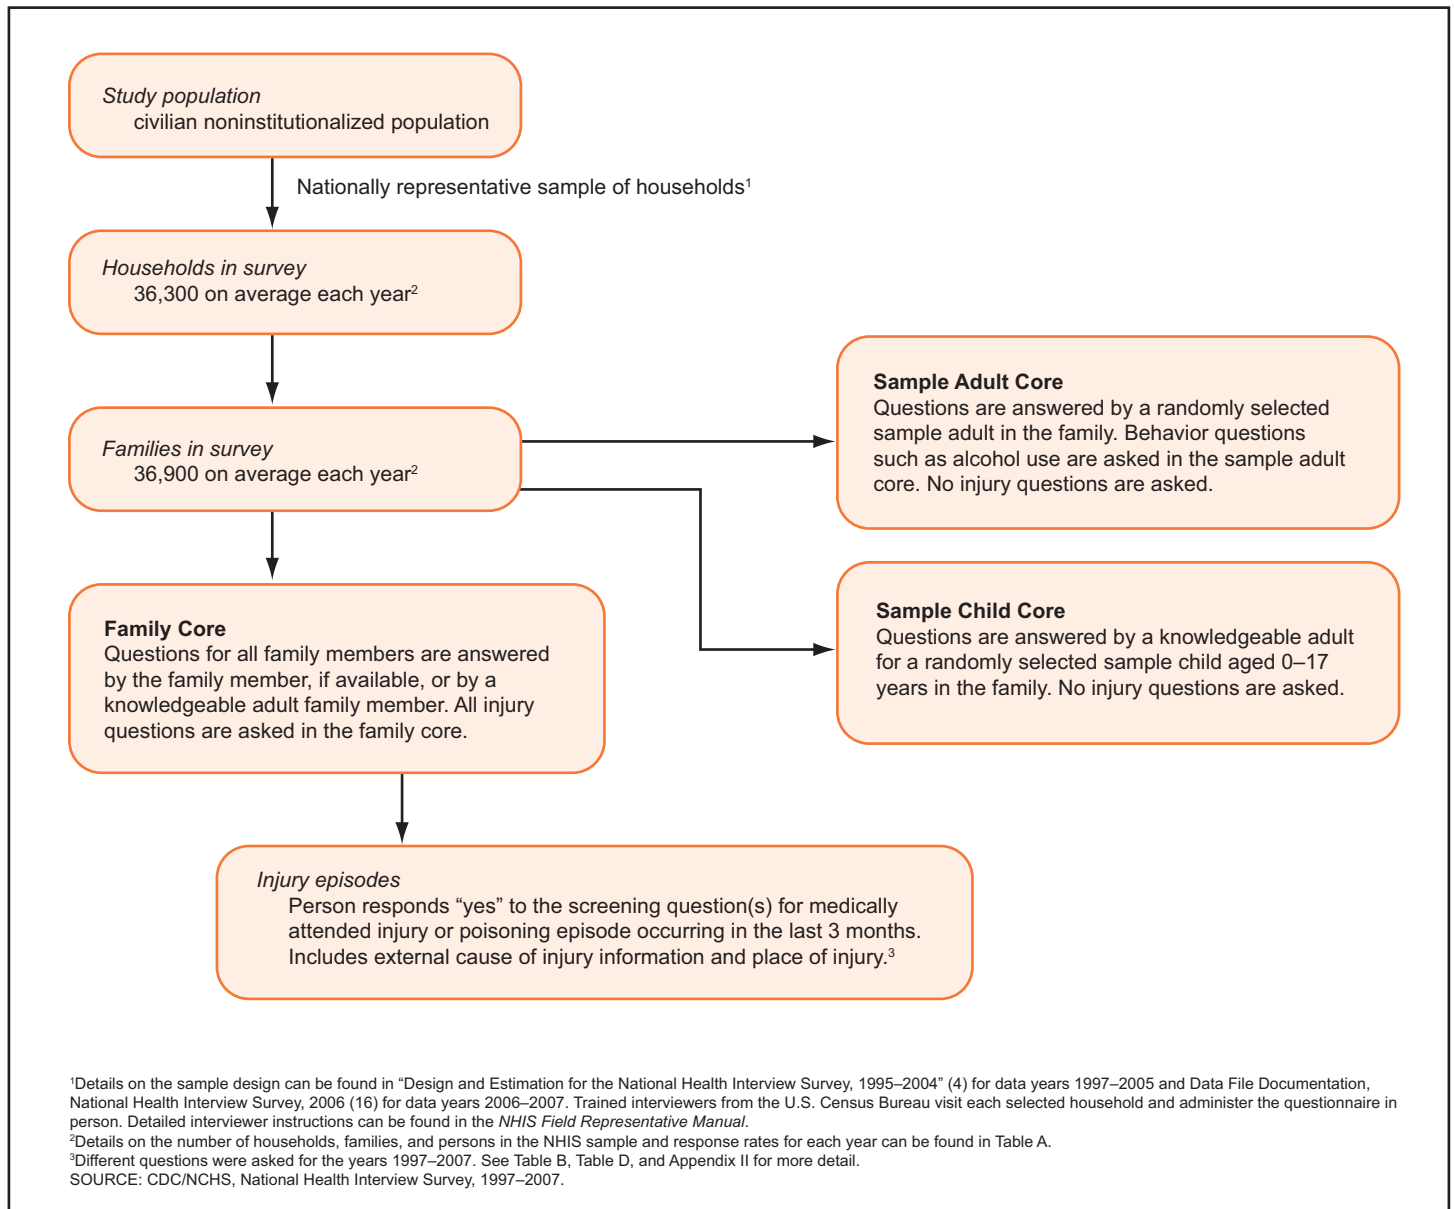 Study population
civilian noninstitutionalized population
Nationally representative sample of households¹
Households in survey
36,300 on average each year²
Families in survey
36,900 on average each year²
Sample Adult Core
Questions are answered by a randomly selected
sample adult in the family. Behavior questions
such as alcohol use are asked in the sample adult
core. No injury questions are asked.
Sample Child Core
Questions are answered by a knowledgeable adult
for a randomly selected sample child aged 0–17
years in the family. No injury questions are asked.
Family Core
Questions for all family members are answered
by the family member, if available, or by a
knowledgeable adult family member. All injury
questions are asked in the family core.
Injury episodes
Person responds “yes” to the screening question(s) for medically
attended injury or poisoning episode occurring in the last 3 months.
Includes external cause of injury information and place of injury.³
¹Details on the sample design can be found in “Design and Estimation for the National Health Interview Survey, 1995–2004” (4) for data years 1997–2005 and Data File Documentation,
National Health Interview Survey, 2006 (16) for data years 2006–2007. Trained interviewers from the U.S. Census Bureau visit each selected household and administer the questionnaire in
person. Detailed interviewer instructions can be found in the NHIS Field Representative Manual.
²Details on the number of households, families, and persons in the NHIS sample and response rates for each year can be found in Table A.
³Different questions were asked for the years 1997–2007. See Table B, Table D, and Appendix II for more detail.
SOURCE: CDC/NCHS, National Health Interview Survey, 1997–2007.